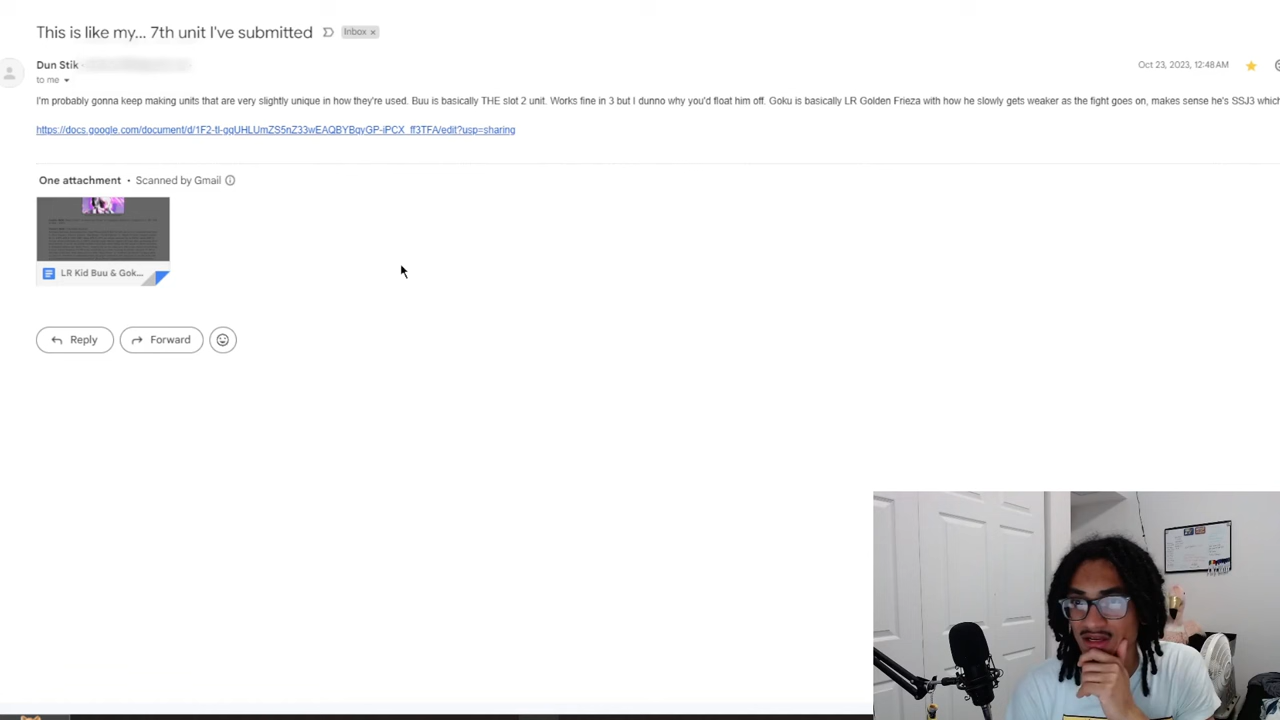 This is like my... 7th unit I've submitted Inbox ×
Dun Stik
Oct 23, 2023, 12:48 AM
to me
I'm probably gonna keep making units that are very slightly unique in how they're used. Buu is basically THE slot 2 unit. Works fine in 3 but I dunno why you'd float him off. Goku is basically LR Golden Frieza with how he slowly gets weaker as the fight goes on, makes sense he's SSJ3 which
https://docs.google.com/document/d/1F2-tI-gqUHLUmZS5nZ33wEAQBYBqyGP-iPCX_ff3TFA/edit?usp=sharing
One attachment • Scanned by Gmail
LR Kid Buu & Gok...
Reply Forward